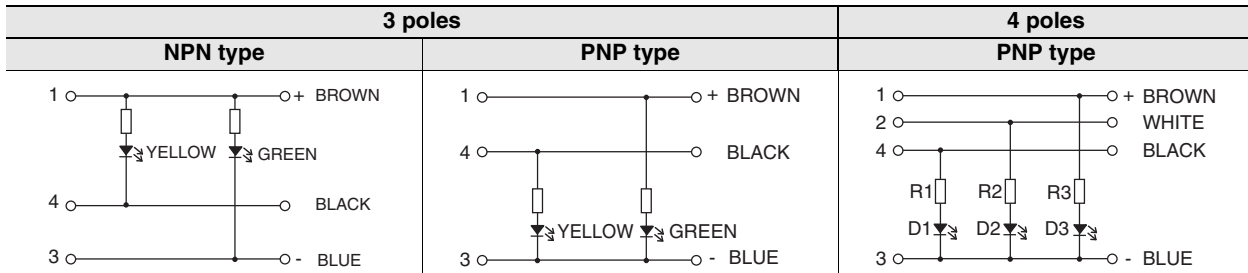 3 poles
4 poles
NPN type
PNP type
PNP type
1 + BROWN
YELLOW GREEN
4 BLACK
3 - BLUE
1 + BROWN
4 BLACK
YELLOW GREEN
3 - BLUE
1 + BROWN
2 WHITE
4 BLACK
R1 R2 R3
D1 D2 D3
3 - BLUE